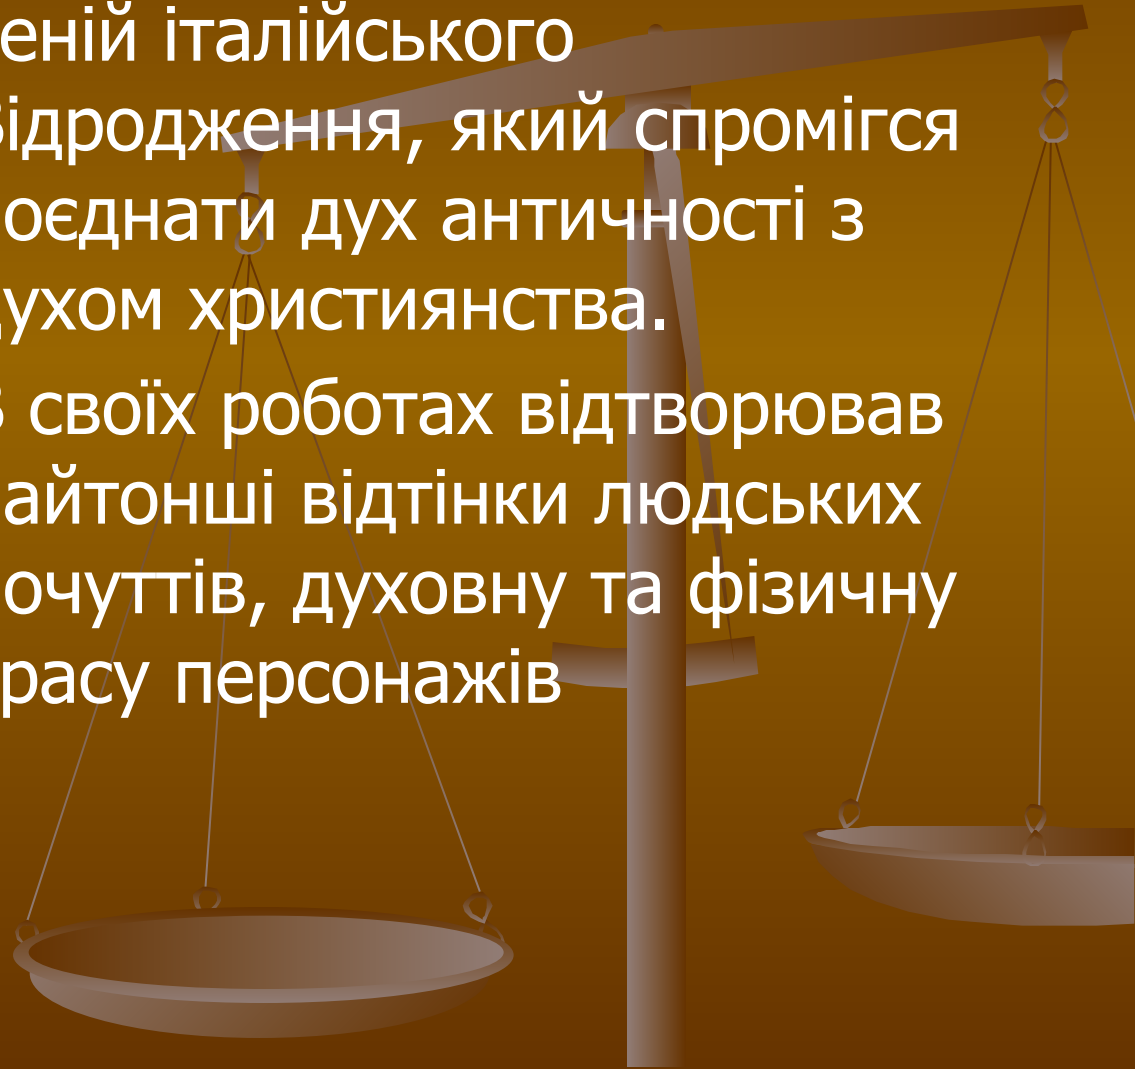 еній італійського
ідродження, який спромігся
оєднати дух античності з
ухом християнства.
своїх роботах відтворював
айтонші відтінки людських
очуттів, духовну та фізичну
расу персонажів